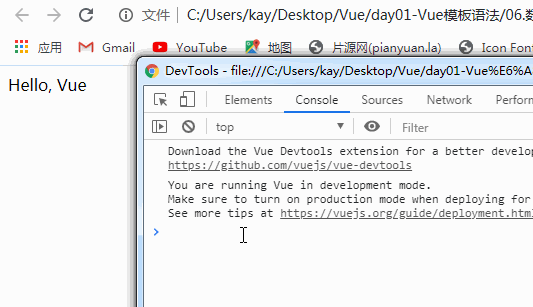 文件 C:/Users/kay/Desktop/Vue/day01-Vue模板语法/06.
应用 Gmail YouTube 地图 片源网(pianyuan.la) Icon Font
Hello, Vue
DevTools - file:///C:/Users/kay/Desktop/Vue/day01-Vue%E6%A
Elements Console Sources Network
top Filter
Download the Vue Devtools extension for a better
https://github.com/vuejs/vue-devtools
You are running Vue in development mode.
Make sure to turn on production mode when deploying for
See more tips at https://vuejs.org/guide/deployment.html